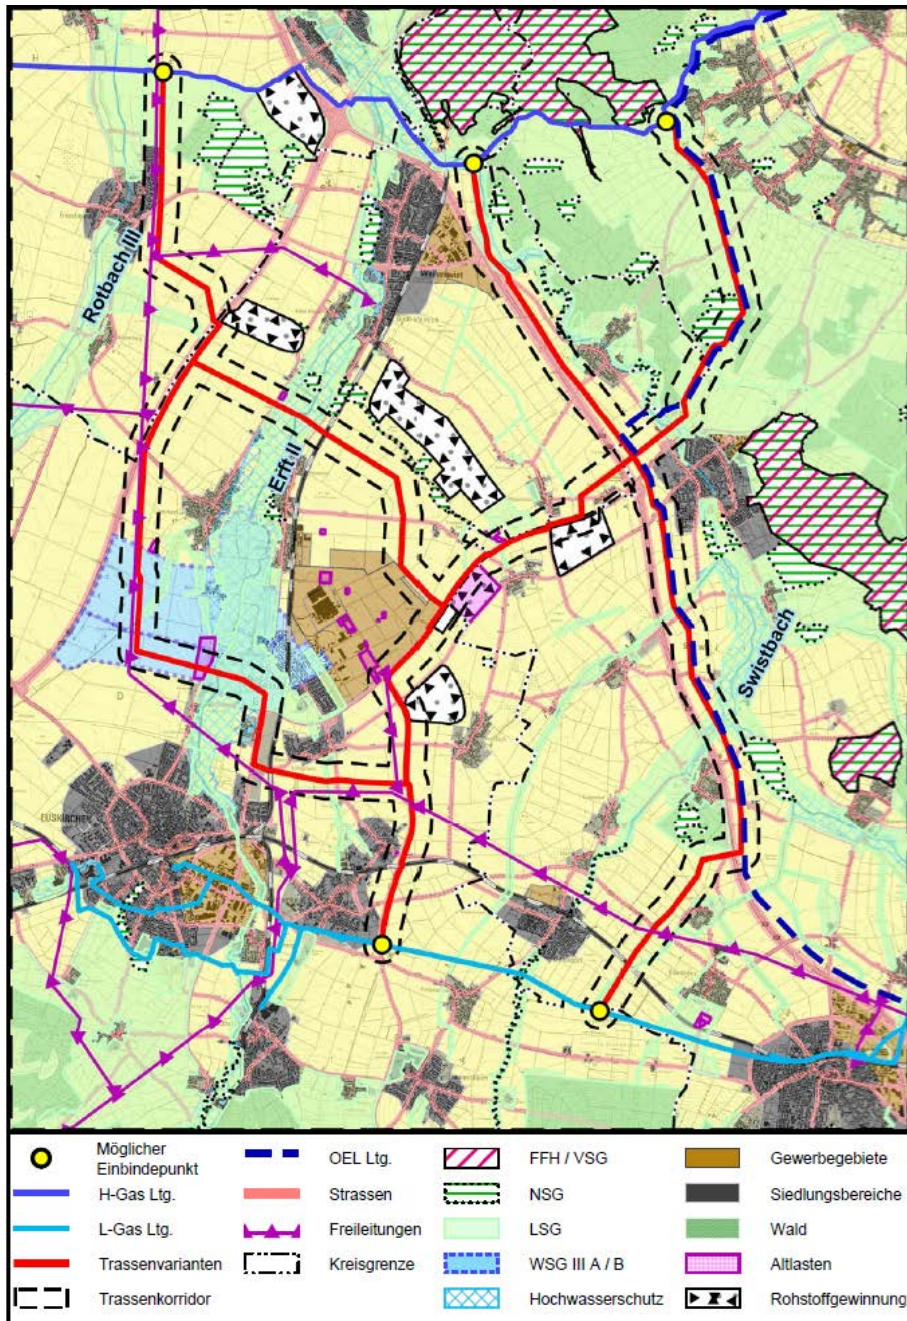 Rotbach III
Erft II
Swistbach
EUSKIRCHEN
Möglicher
Einbindepunkt
H-Gas Ltg.
L-Gas Ltg.
Trassenvarianten
Trassenkorridor
OEL Ltg.
Strassen
Freileitungen
Kreisgrenze
FFH / VSG
NSG
LSG
WSG III A / B
Hochwasserschutz
Gewerbegebiete
Siedlungsbereiche
Wald
Altlasten
Rohstoffgewinnung